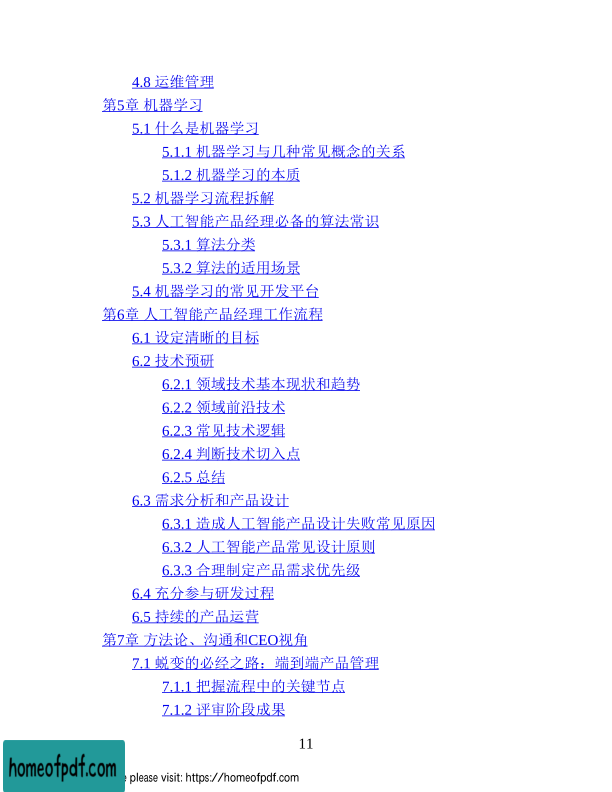 4.8 运维管理
第5章 机器学习
5.1 什么是机器学习
5.1.1 机器学习与几种常见概念的关系
5.1.2 机器学习的本质
5.2 机器学习流程拆解
5.3 人工智能产品经理必备的算法常识
5.3.1 算法分类
5.3.2 算法的适用场景
5.4 机器学习的常见开发平台
第6章 人工智能产品经理工作流程
6.1 设定清晰的目标
6.2 技术预研
6.2.1 领域技术基本现状和趋势
6.2.2 领域前沿技术
6.2.3 常见技术逻辑
6.2.4 判断技术切入点
6.2.5 总结
6.3 需求分析和产品设计
6.3.1 造成人工智能产品设计失败常见原因
6.3.2 人工智能产品常见设计原则
6.3.3 合理制定产品需求优先级
6.4 充分参与研发过程
6.5 持续的产品运营
第7章 方法论、沟通和CEO视角
7.1 蜕变的必经之路：端到端产品管理
7.1.1 把握流程中的关键节点
7.1.2 评审阶段成果
11
homeofpdf.com
please visit: https://homeofpdf.com